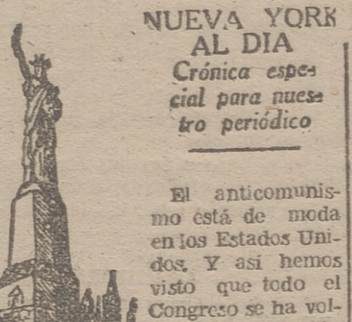 NUEVA YORK
AL DIA
Crónica espe-
cial para nues-
tro periódico
El anticomunis-
mo está de moda
en los Estados Uni-
dos. Y así hemos
visto que todo el
Congreso se ha vol-